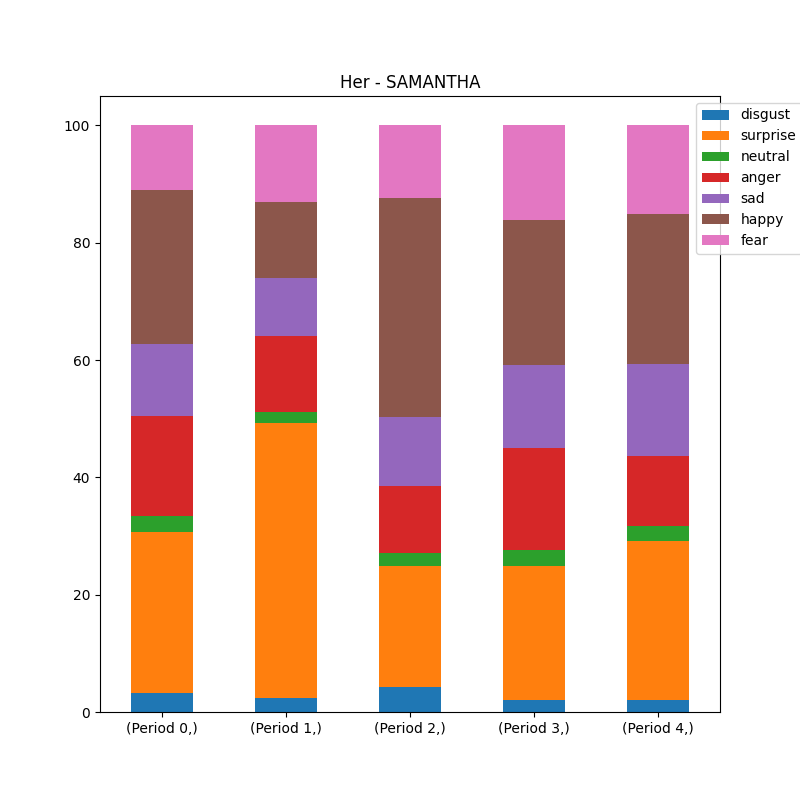 Her - SAMANTHA
disgust
surprise
neutral
anger
sad
happy
fear
100
80
60
40
20
0
(Period 0,) (Period 1,) (Period 2,) (Period 3,) (Period 4,)